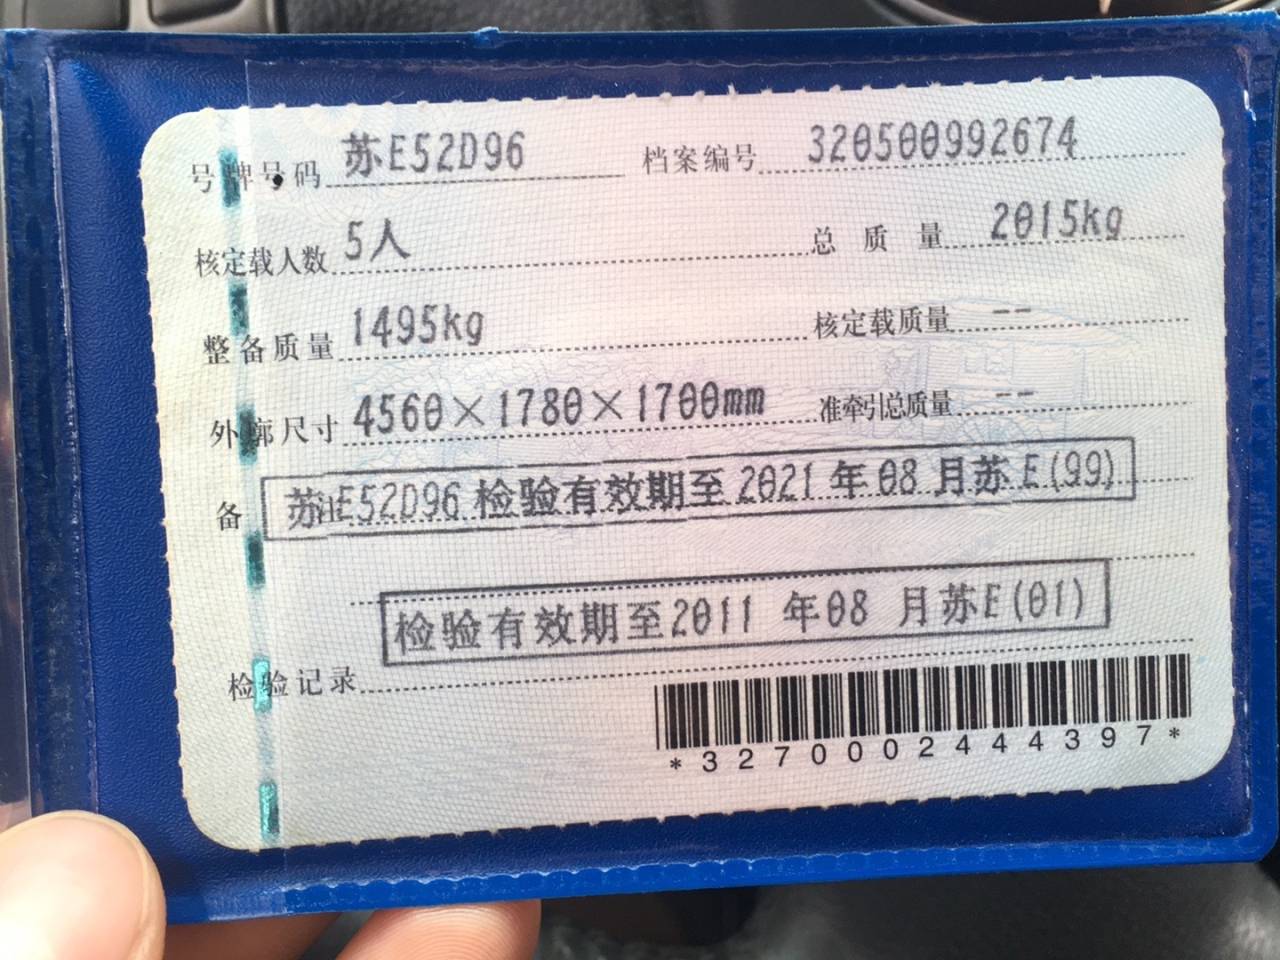 号牌号码 苏E52D96 档案编号 320500992674
核定载人数 5人 总质量 2015kg
整备质量 1495kg 核定载质量 --
外廓尺寸 4560×1780×1700mm 准牵引总质量 --
备注 苏E52D96 检验有效期至2021年08月苏E(99)
检验有效期至2011年08月苏E(01)
检验记录
*3270002444397*